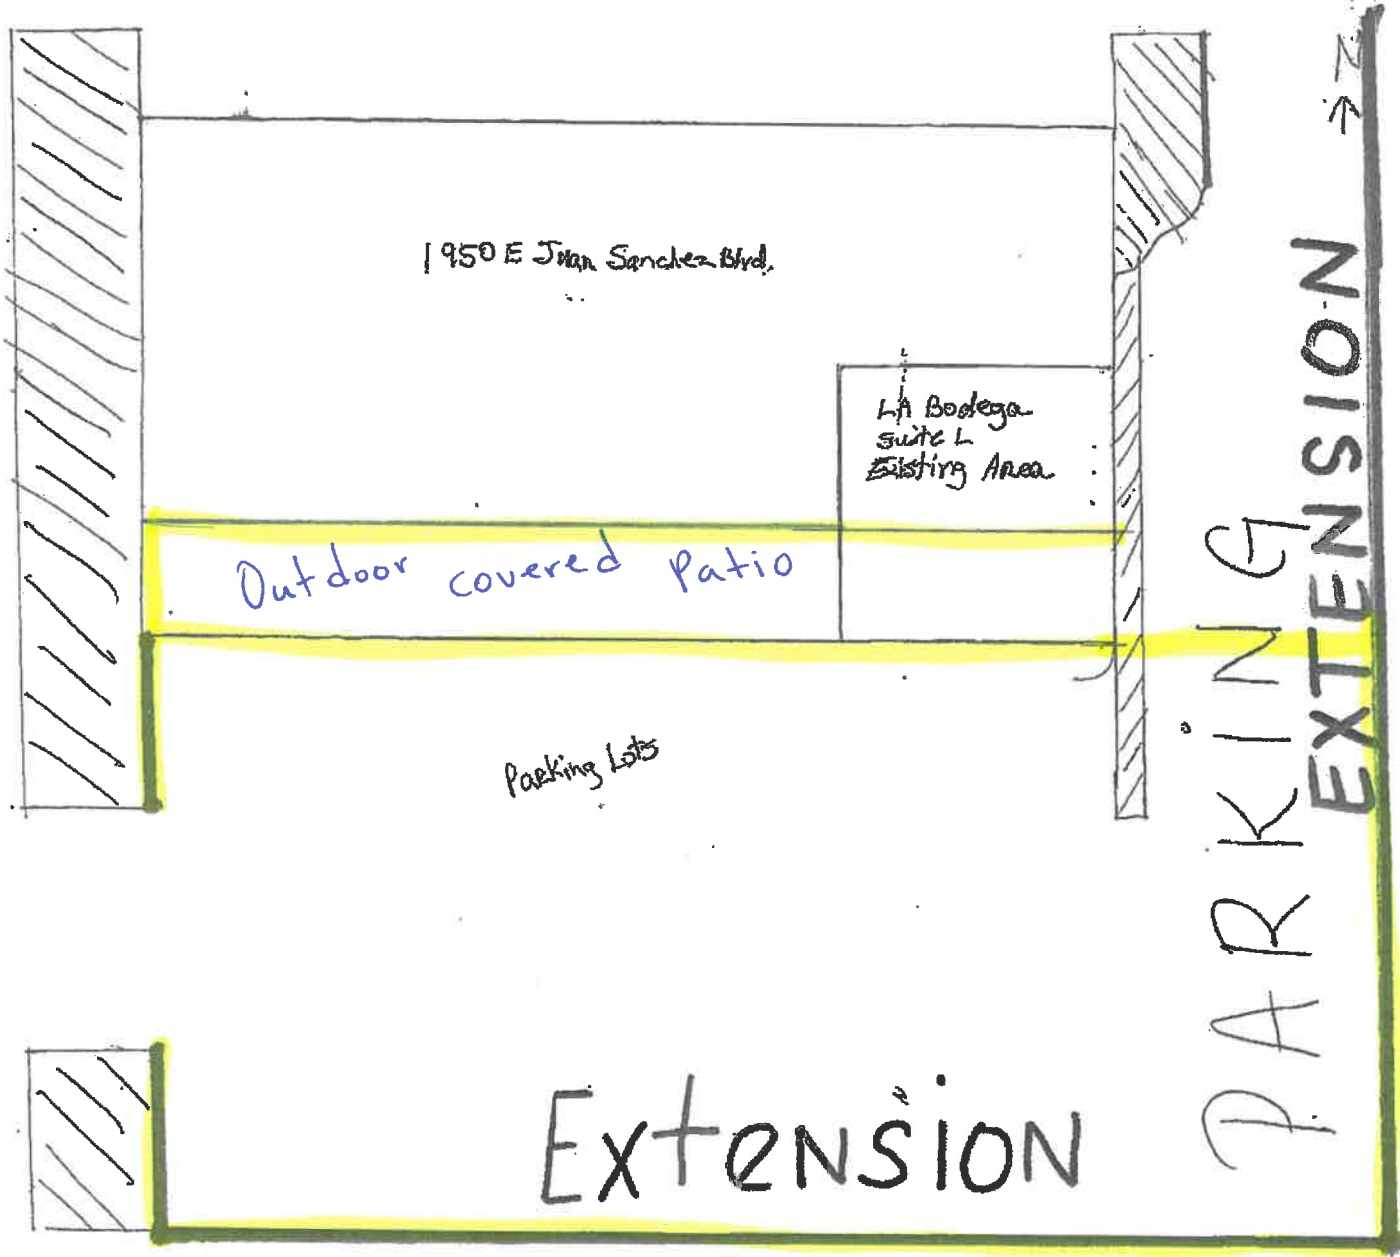 N
1950 E Juan Sanchez Blvd.
LA Bodega
Suite L
Existing Area
Outdoor covered Patio
Parking Lots
PARKING
EXTENSION
ExteNSiON